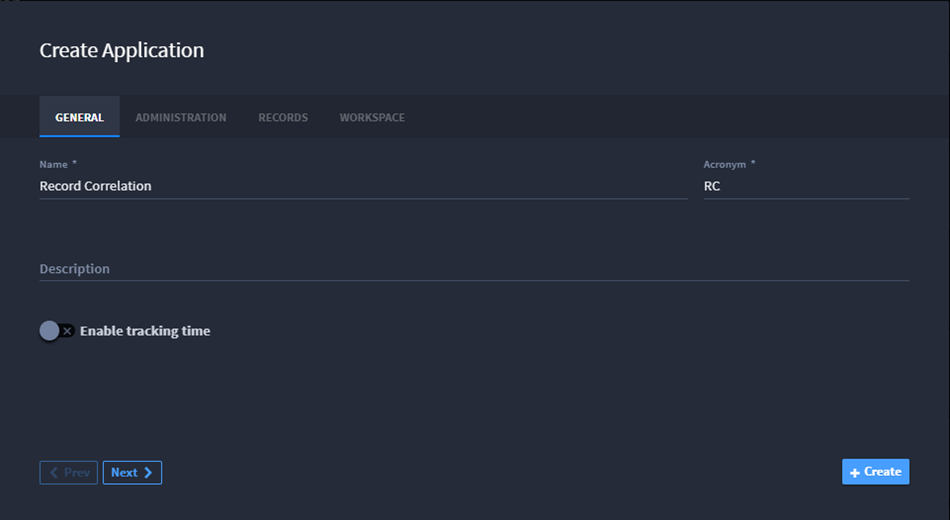 Create Application
GENERAL ADMINISTRATION RECORDS WORKSPACE
Name * Acronym *
Record Correlation RC
Description
Enable tracking time
Prev Next + Create